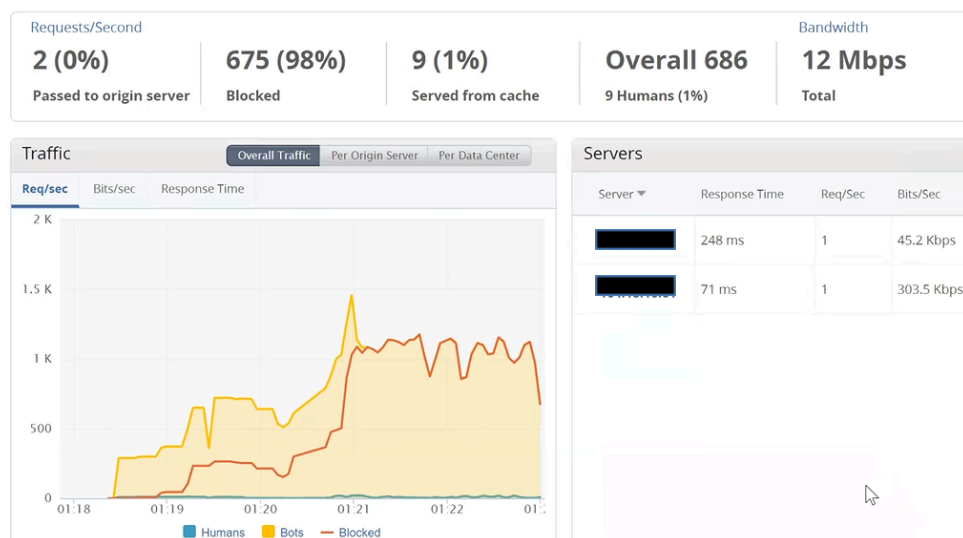 Requests/Second
Bandwidth
2 (0%)
675 (98%)
9 (1%)
Overall 686
12 Mbps
Passed to origin server
Blocked
Served from cache
9 Humans (1%)
Total
Traffic
Overall Traffic
Per Origin Server
Per Data Center
Servers
Req/sec
Bits/sec
Response Time
Server
Response Time
Req/Sec
Bits/Sec
248 ms
1
45.2 Kbps
71 ms
1
303.5 Kbps
2 K
1.5 K
1 K
500
0
01:18
01:19
01:20
01:21
01:22
Humans
Bots
Blocked